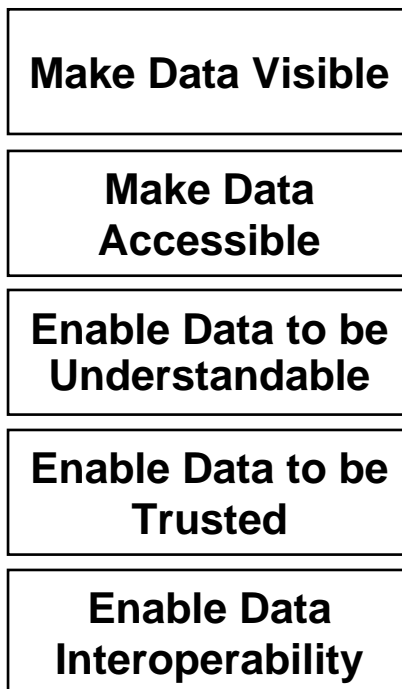 Make Data Visible
Make Data
Accessible
Enable Data to be
Understandable
Enable Data to be
Trusted
Enable Data
Interoperability